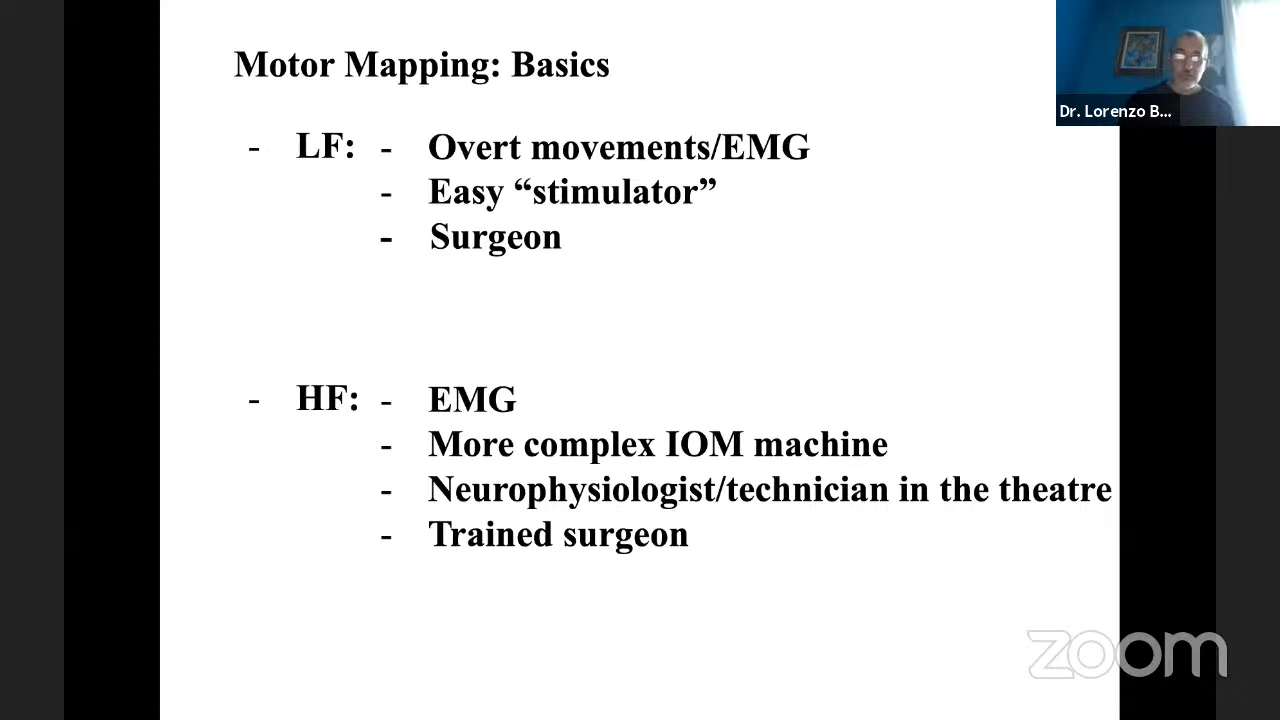 Motor Mapping: Basics
Dr. Lorenzo B...
- LF: - Overt movements/EMG
- Easy “stimulator”
- Surgeon
- HF: - EMG
- More complex IOM machine
- Neurophysiologist/technician in the theatre
- Trained surgeon
zoom